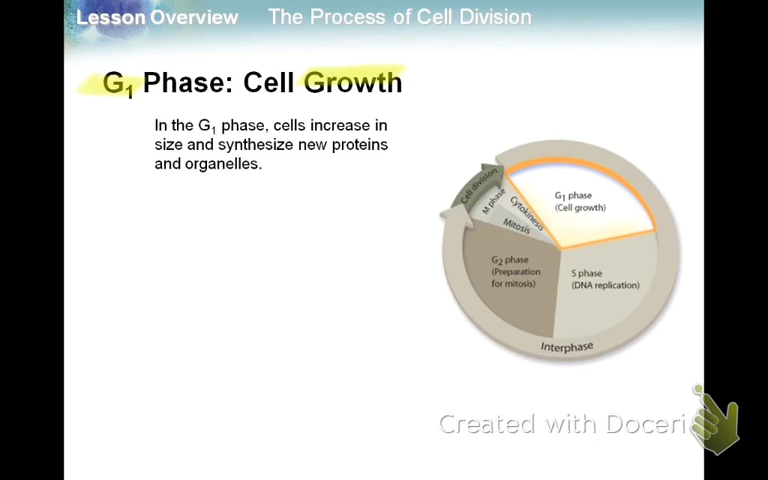 Lesson Overview The Process of Cell Division
G₁ Phase: Cell Growth
In the G₁ phase, cells increase in
size and synthesize new proteins
and organelles.
Cell division
M phase
Cytokinesis
Mitosis
G₁ phase
(Cell growth)
G₂ phase
(Preparation
for mitosis)
S phase
(DNA replication)
Interphase
Created with Doceri